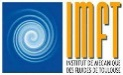 IMFT
INSTITUT DE MECANIQUE
DES FLUIDES DE TOULOUSE